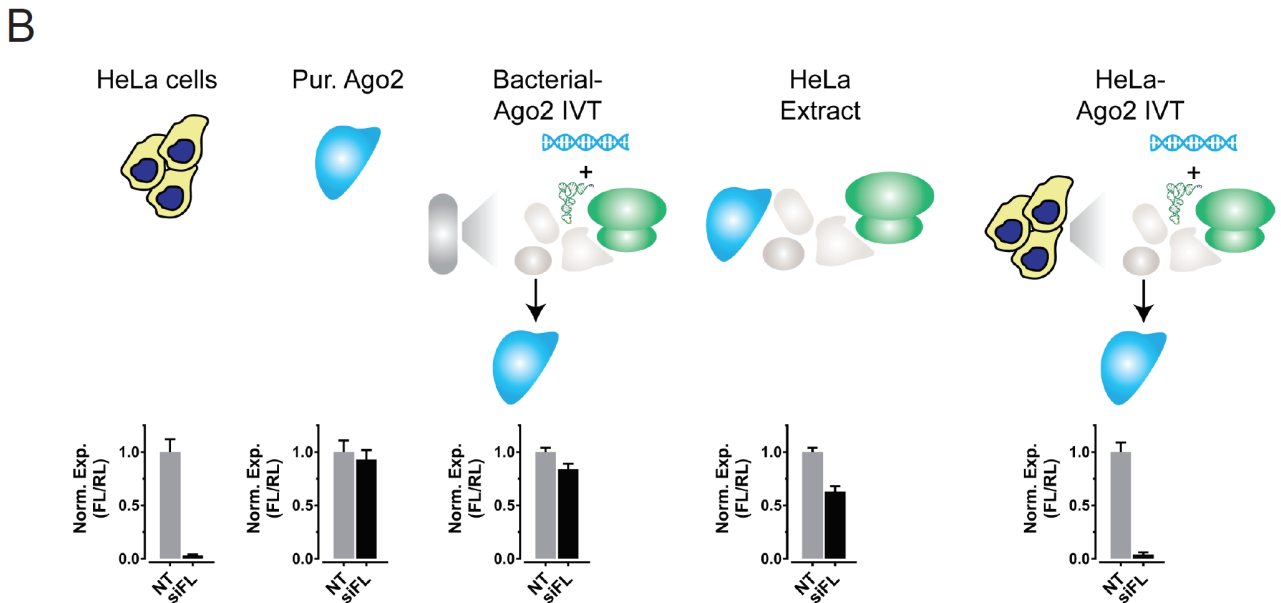 B
HeLa cells
Pur. Ago2
Bacterial-
Ago2 IVT
HeLa
Extract
HeLa-
Ago2 IVT
+
+
Norm. Exp.
(FL/RL)
1.0
0.5
0.0
NT
siFL
Norm. Exp.
(FL/RL)
1.0
0.5
0.0
NT
siFL
Norm. Exp.
(FL/RL)
1.0
0.5
0.0
NT
siFL
Norm. Exp.
(FL/RL)
1.0
0.5
0.0
NT
siFL
Norm. Exp.
(FL/RL)
1.0
0.5
0.0
NT
siFL